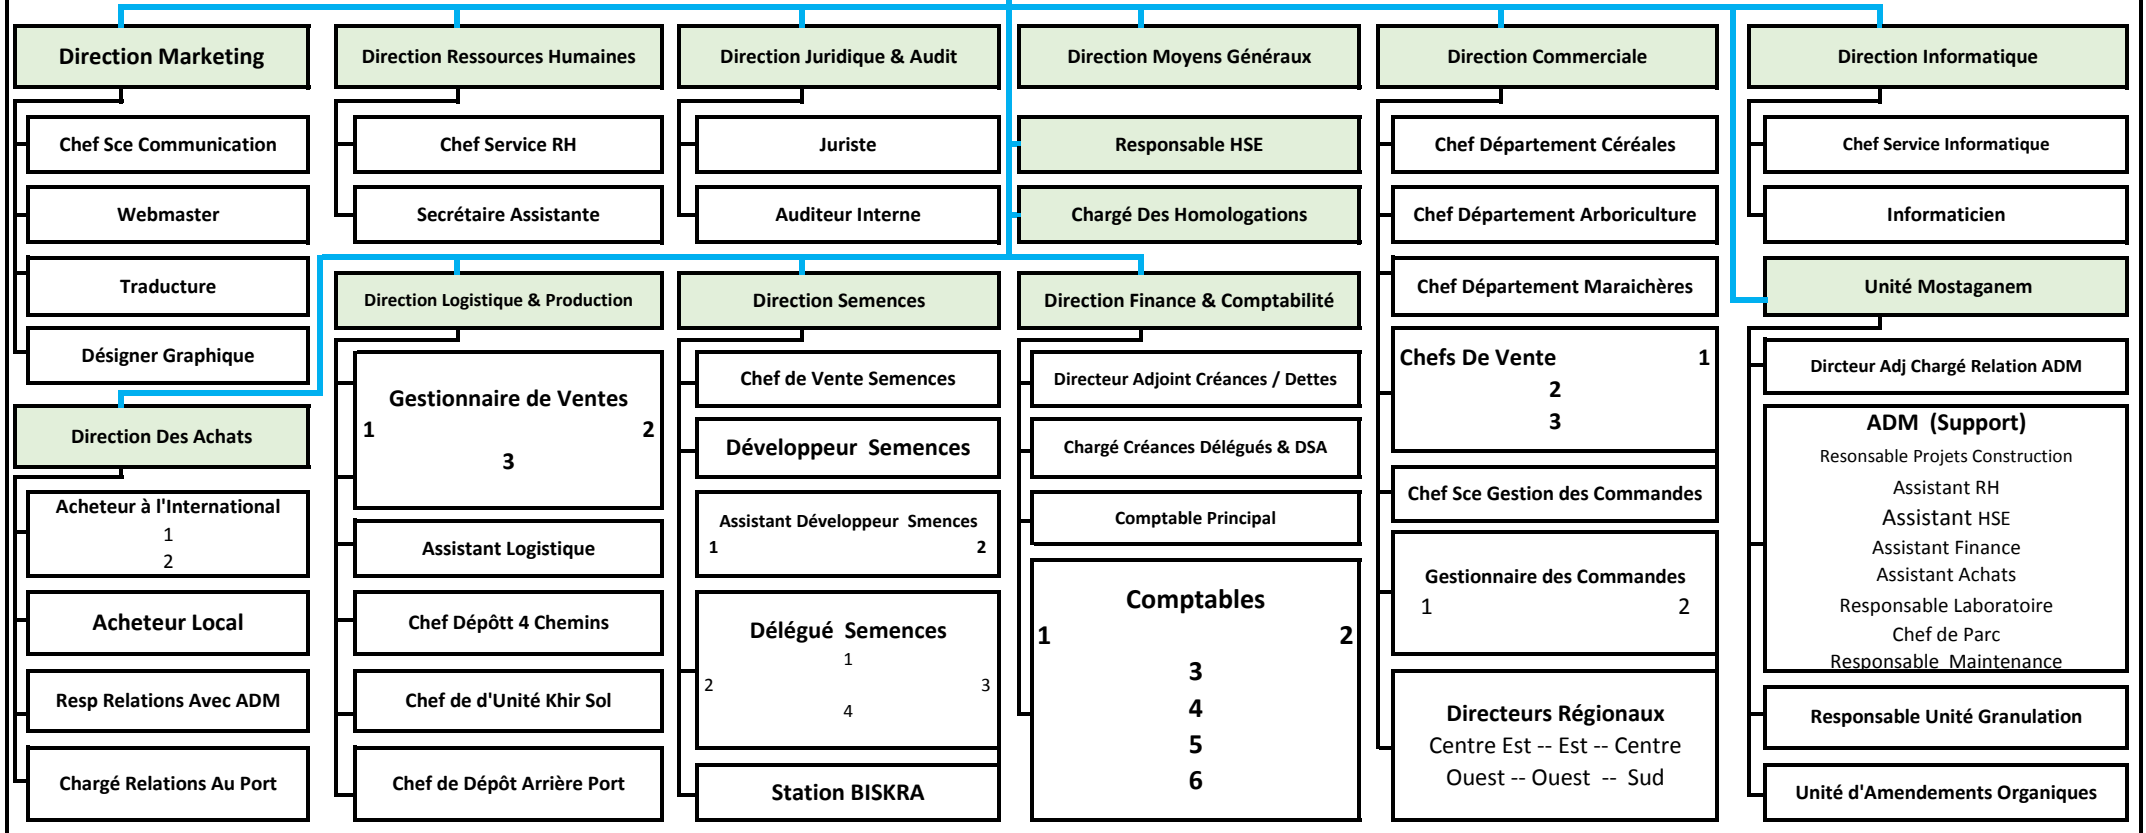 Direction Marketing
Chef Sce Communication
Webmaster
Traducture
Désigner Graphique
Direction Des Achats
Acheteur à l'International
1
2
Acheteur Local
Resp Relations Avec ADM
Chargé Relations Au Port
Direction Ressources Humaines
Chef Service RH
Secrétaire Assistante
Direction Logistique & Production
Gestionnaire de Ventes
1 2
3
Assistant Logistique
Chef Dépôtt 4 Chemins
Chef de d'Unité Khir Sol
Chef de Dépôt Arrière Port
Direction Juridique & Audit
Juriste
Auditeur Interne
Direction Semences
Chef de Vente Semences
Développeur Semences
Assistant Développeur Smences
1 2
Délégué Semences
1
2 3
4
Station BISKRA
Direction Moyens Généraux
Responsable HSE
Chargé Des Homologations
Direction Finance & Comptabilité
Directeur Adjoint Créances / Dettes
Chargé Créances Délégués & DSA
Comptable Principal
Comptables
1 2
3
4
5
6
Direction Commerciale
Chef Département Céréales
Chef Département Arboriculture
Chef Département Maraichères
Chefs De Vente 1
2
3
Chef Sce Gestion des Commandes
Gestionnaire des Commandes
1 2
Directeurs Régionaux
Centre Est -- Est -- Centre
Ouest -- Ouest -- Sud
Direction Informatique
Chef Service Informatique
Informaticien
Unité Mostaganem
Dircteur Adj Chargé Relation ADM
ADM (Support)
Resonsable Projets Construction
Assistant RH
Assistant HSE
Assistant Finance
Assistant Achats
Responsable Laboratoire
Chef de Parc
Responsable Maintenance
Responsable Unité Granulation
Unité d'Amendements Organiques